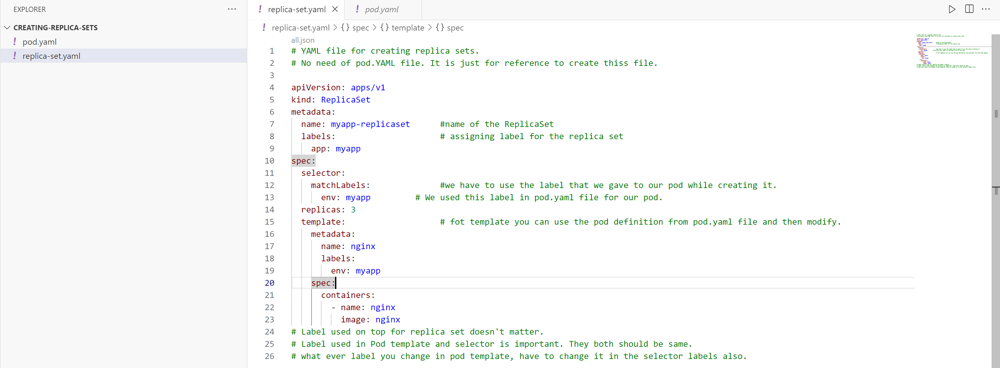 EXPLORER
CREATING-REPLICA-SETS
! pod.yaml
! replica-set.yaml
! replica-set.yaml
! pod.yaml
! replica-set.yaml > {} spec > {} template > {} spec
all.json
1 # YAML file for creating replica sets.
2 # No need of pod.YAML file. It is just for reference to create thiss file.
3
4 apiVersion: apps/v1
5 kind: ReplicaSet
6 metadata:
7   name: myapp-replicaset      #name of the ReplicaSet
8   labels:                     # assigning label for the replica set
9     app: myapp
10 spec:
11   selector:
12     matchLabels:              #we have to use the label that we gave to our pod while creating it.
13       env: myapp         # We used this label in pod.yaml file for our pod.
14   replicas: 3
15   template:                   # fot template you can use the pod definition from pod.yaml file and then modify.
16     metadata:
17       name: nginx
18       labels:
19         env: myapp
20     spec:
21       containers:
22         - name: nginx
23           image: nginx
24 # Label used on top for replica set doesn't matter.
25 # Label used in Pod template and selector is important. They both should be same.
26 # what ever label you change in pod template, have to change it in the selector labels also.